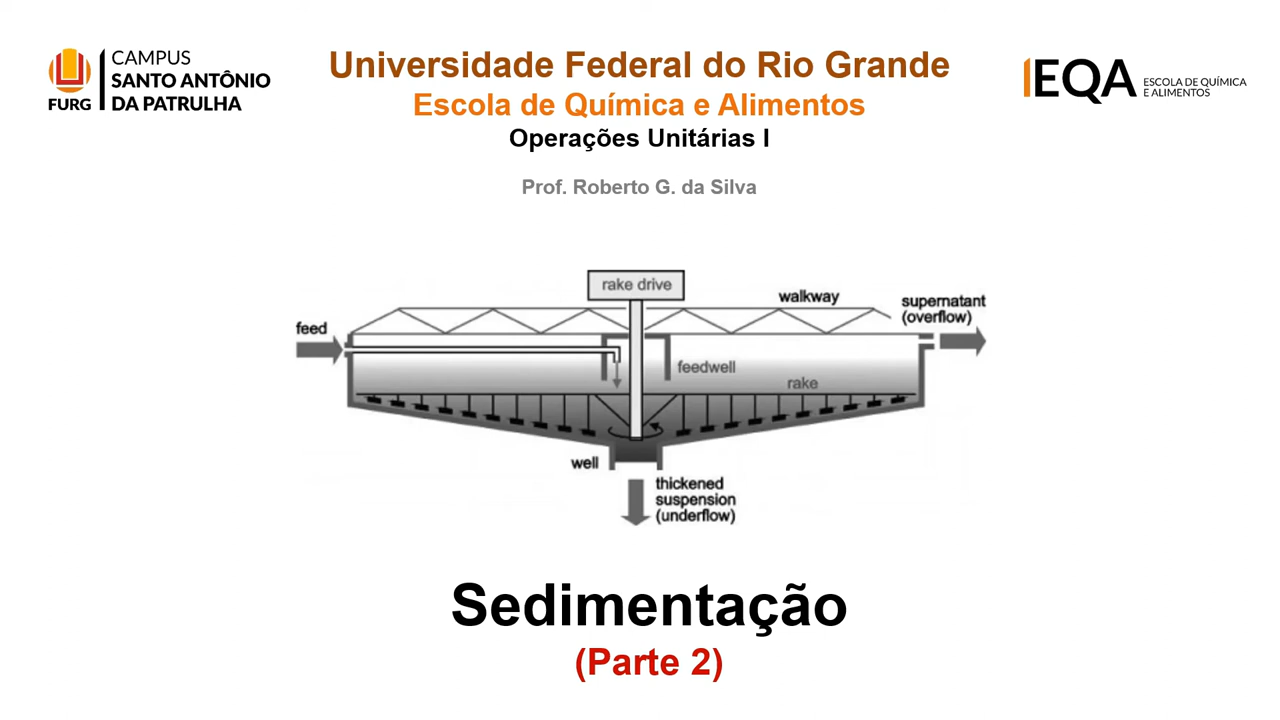 CAMPUS
SANTO ANTÔNIO
DA PATRULHA
FURG
Universidade Federal do Rio Grande
Escola de Química e Alimentos
Operações Unitárias I
Prof. Roberto G. da Silva
EQA
ESCOLA DE QUÍMICA
E ALIMENTOS
rake drive
walkway
supernatant
(overflow)
feed
feedwell
rake
well
thickened
suspension
(underflow)
Sedimentação
(Parte 2)